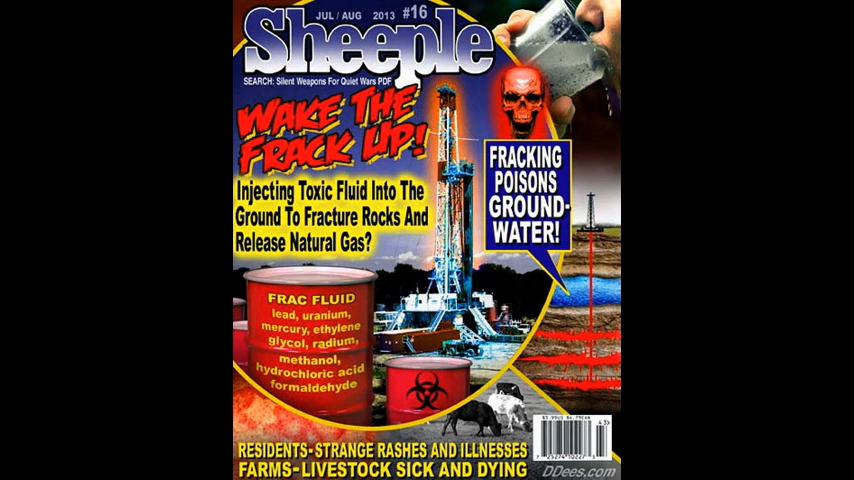 JUL / AUG 2013 #16
Sheeple
SEARCH: Silent Weapons For Quiet Wars PDF
WAKE THE
FRACK UP!
Injecting Toxic Fluid Into The
Ground To Fracture Rocks And
Release Natural Gas?
FRACKING
POISONS
GROUND-
WATER!
FRAC FLUID
lead, uranium,
mercury, ethylene
glycol, radium,
methanol,
hydrochloric acid
formaldehyde
RESIDENTS-STRANGE RASHES AND ILLNESSES
FARMS-LIVESTOCK SICK AND DYING
DDees.com